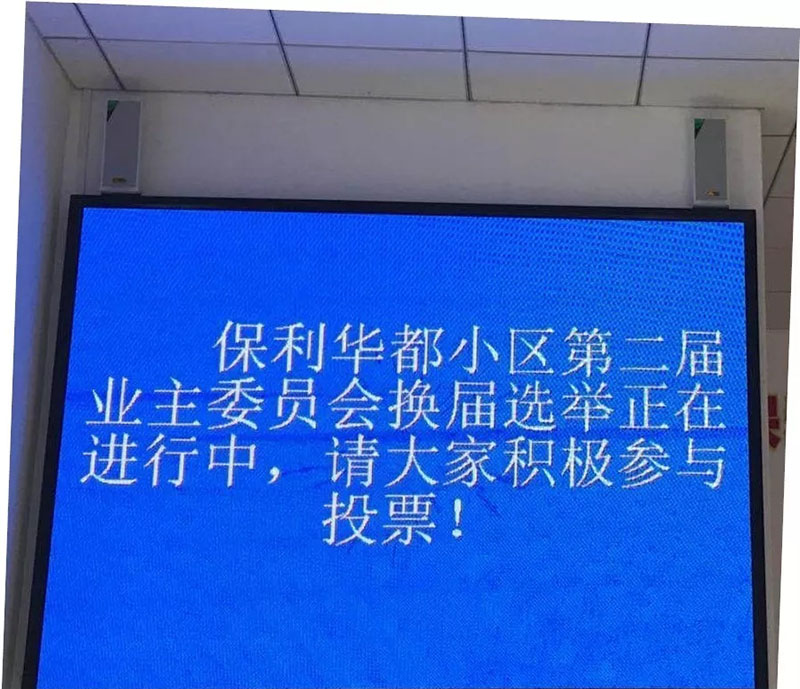 保利华都小区第二届
业主委员会换届选举正在
进行中，请大家积极参与
投票！